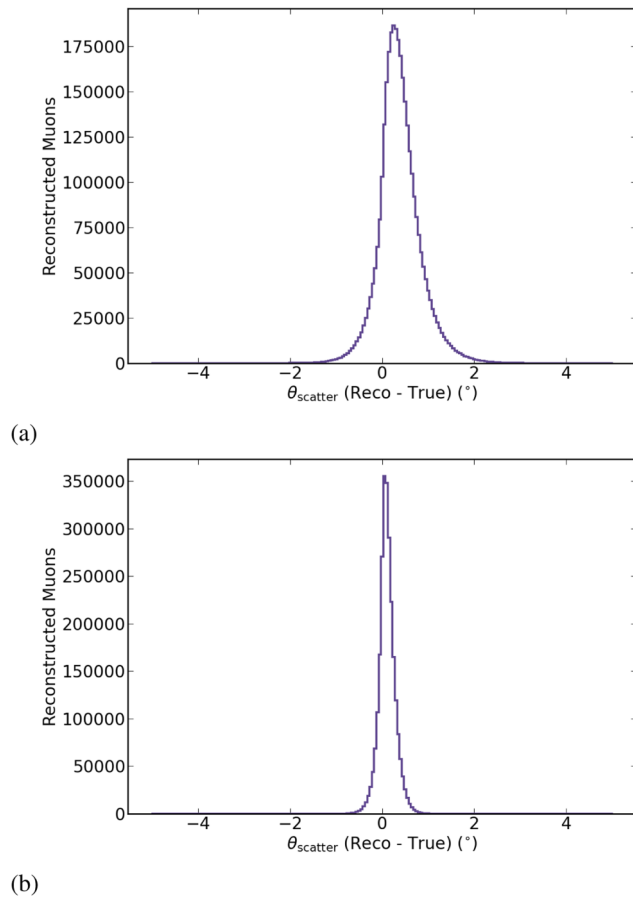 175000
150000
125000
100000
75000
50000
25000
0
Reconstructed Muons
−4 −2 0 2 4
θscatter (Reco - True) (°)
(a)
350000
300000
250000
200000
150000
100000
50000
0
Reconstructed Muons
−4 −2 0 2 4
θscatter (Reco - True) (°)
(b)